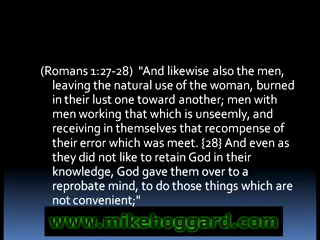 (Romans 1:27-28)  "And likewise also the men,
leaving the natural use of the woman, burned
in their lust one toward another; men with
men working that which is unseemly, and
receiving in themselves that recompense of
their error which was meet. {28} And even as
they did not like to retain God in their
knowledge, God gave them over to a
reprobate mind, to do those things which are
not convenient;"
www.mikehoggard.com